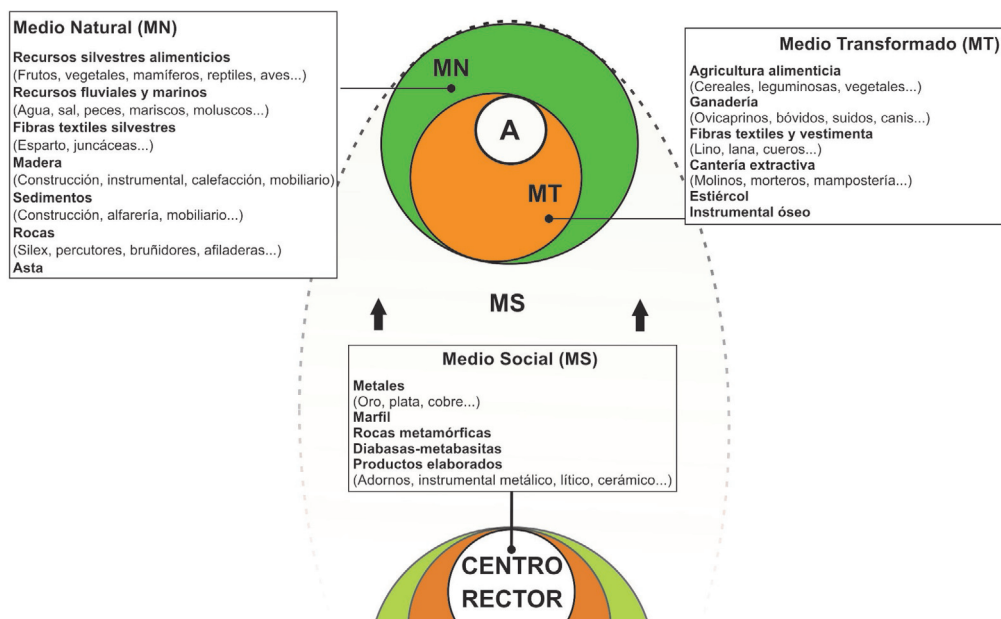 Medio Natural (MN)
Recursos silvestres alimenticios
(Frutos, vegetales, mamíferos, reptiles, aves...)
Recursos fluviales y marinos
(Agua, sal, peces, mariscos, moluscos...)
Fibras textiles silvestres
(Esparto, juncáceas...)
Madera
(Construcción, instrumental, calefacción, mobiliario)
Sedimentos
(Construcción, alfarería, mobiliario...)
Rocas
(Silex, percutores, bruñidores, afiladeras...)
Asta
MN
A
MT
Medio Transformado (MT)
Agricultura alimenticia
(Cereales, leguminosas, vegetales...)
Ganadería
(Ovicaprinos, bóvidos, suidos, canis...)
Fibras textiles y vestimenta
(Lino, lana, cueros...)
Cantería extractiva
(Molinos, morteros, mampostería...)
Estiércol
Instrumental óseo
MS
Medio Social (MS)
Metales
(Oro, plata, cobre...)
Marfil
Rocas metamórficas
Diabasas-metabasitas
Productos elaborados
(Adornos, instrumental metálico, lítico, cerámico...)
CENTRO
RECTOR